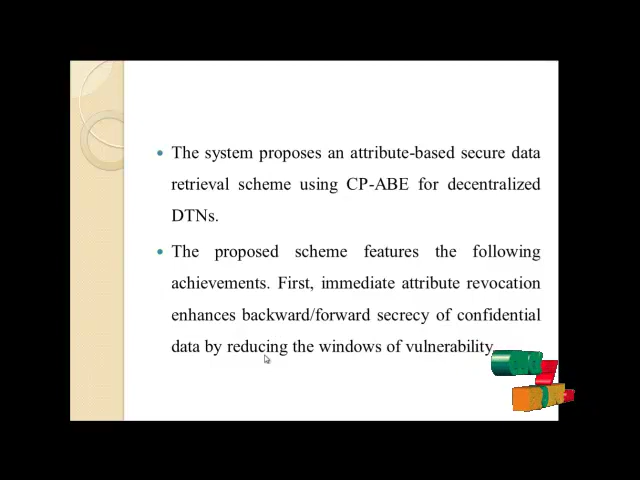 The system proposes an attribute-based secure data
retrieval scheme using CP-ABE for decentralized
DTNs.
The proposed scheme features the following
achievements. First, immediate attribute revocation
enhances backward/forward secrecy of confidential
data by reducing the windows of vulnerability